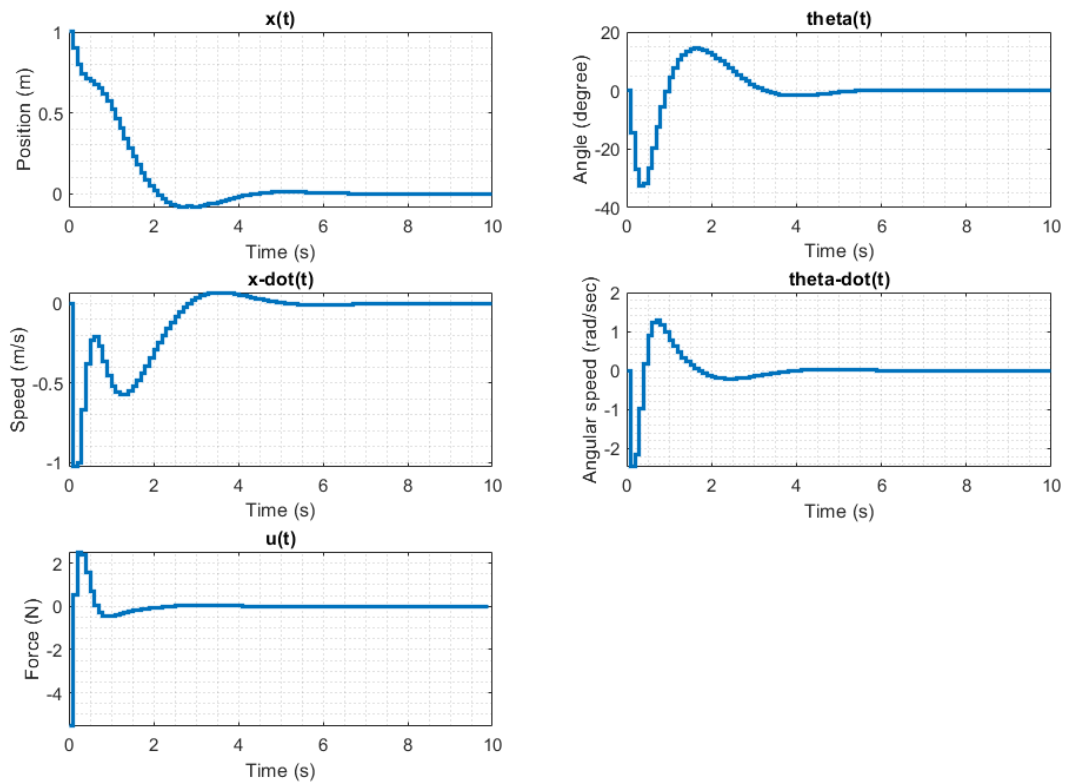 x(t)
Position (m)
1
0.5
0
0 2 4 6 8 10
Time (s)
theta(t)
Angle (degree)
20
0
-20
-40
0 2 4 6 8 10
Time (s)
x-dot(t)
Speed (m/s)
0
-0.5
-1
0 2 4 6 8 10
Time (s)
theta-dot(t)
Angular speed (rad/sec)
2
1
0
-1
-2
0 2 4 6 8 10
Time (s)
u(t)
Force (N)
2
0
-2
-4
0 2 4 6 8 10
Time (s)